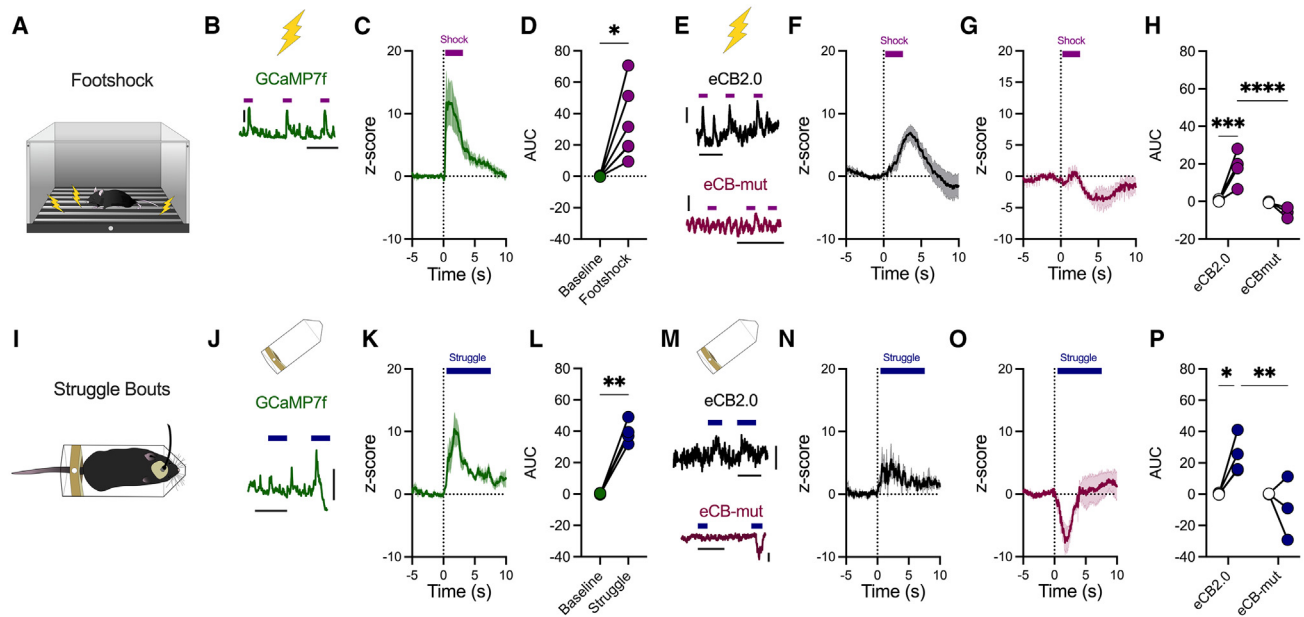 A
Footshock
B
GCaMP7f
C
Shock
20
10
0
-10
z-score
-5 0 5 10
Time (s)
D
*
80
60
40
20
0
-20
-40
AUC
Baseline
Footshock
E
eCB2.0
eCB-mut
F
Shock
20
10
0
-10
z-score
-5 0 5 10
Time (s)
G
Shock
20
10
5
0
-5
-10
z-score
-5 0 5 10
Time (s)
H
80
60
40
20
0
-20
AUC
****
***
eCB2.0
eCBmut
I
Struggle Bouts
J
GCaMP7f
K
Struggle
20
10
0
-10
z-score
-5 0 5 10
Time (s)
L
**
80
60
40
20
0
-20
-40
AUC
Baseline
Struggle
M
eCB2.0
eCB-mut
N
Struggle
20
10
0
-10
z-score
-5 0 5 10
Time (s)
O
Struggle
20
10
0
-10
z-score
-5 0 5 10
Time (s)
P
80
60
40
20
0
-20
-40
AUC
* **
eCB2.0
eCB-mut